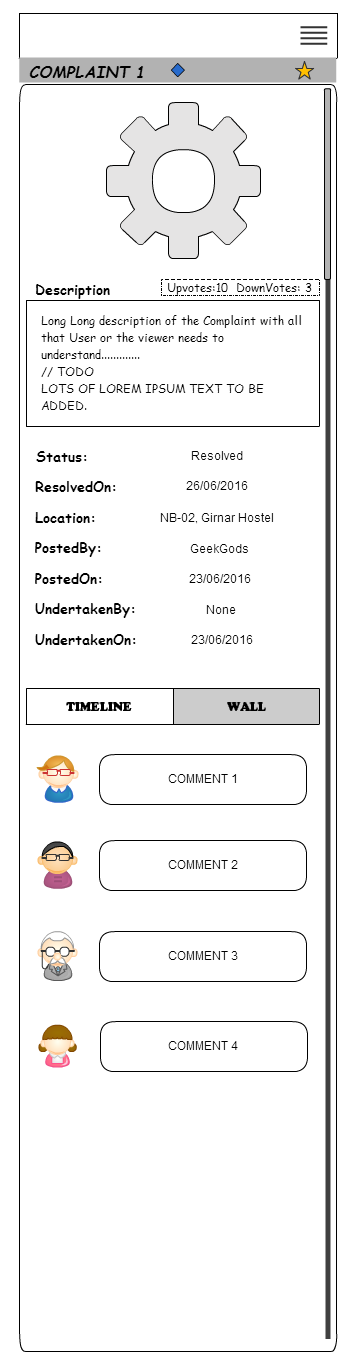 COMPLAINT 1
Description
Upvotes:10 DownVotes: 3
Long Long description of the Complaint with all
that User or the viewer needs to
understand.............
// TODO
LOTS OF LOREM IPSUM TEXT TO BE
ADDED.
Status: Resolved
ResolvedOn: 26/06/2016
Location: NB-02, Girnar Hostel
PostedBy: GeekGods
PostedOn: 23/06/2016
UndertakenBy: None
UndertakenOn: 23/06/2016
TIMELINE WALL
COMMENT 1
COMMENT 2
COMMENT 3
COMMENT 4